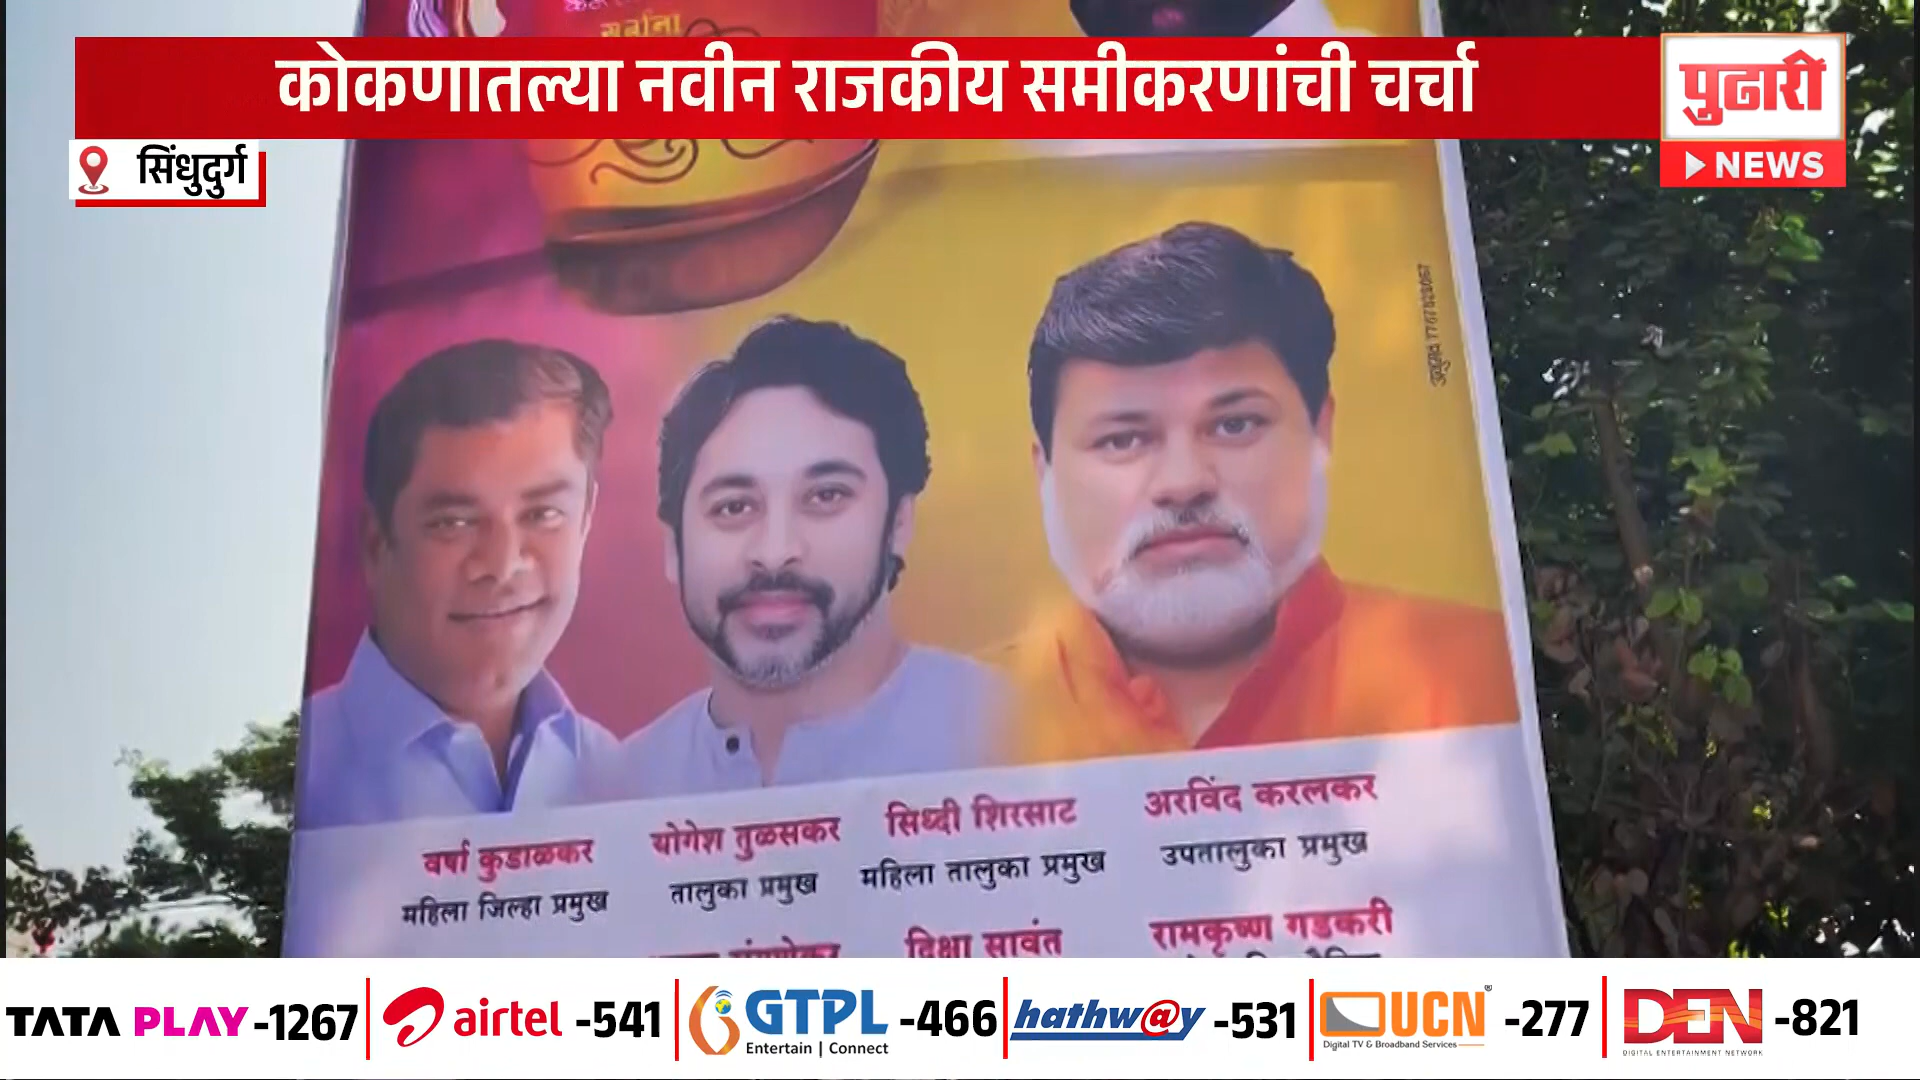 सुर्वाना
कोकणातल्या नवीन राजकीय समीकरणांची चर्चा
पुढारी
NEWS
सिंधुदुर्ग
वर्षा कुडाळकर
महिला जिल्हा प्रमुख
योगेश तुळसकर
तालुका प्रमुख
सिध्दी शिरसाट
महिला तालुका प्रमुख
अरविंद करलकर
उपतालुका प्रमुख
दिक्षा सावंत
रामकृष्ण गडकरी
TATA PLAY -1267
airtel -541
GTPL -466
Entertain | Connect
hathw@y -531
UCN -277
Digital TV & Broadband Services
DEN -821
DIGITAL ENTERTAINMENT NETWORK